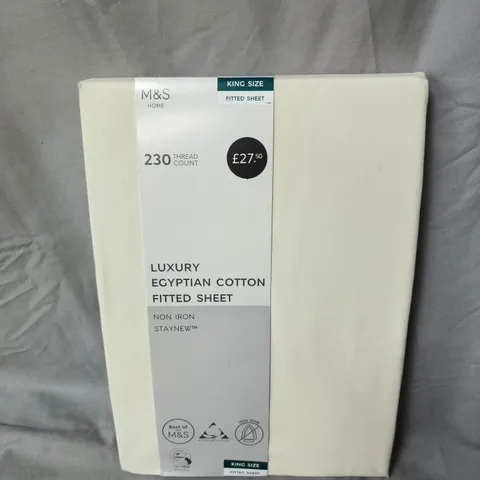 KING SIZE
FITTED SHEET
M&S
HOME
230 THREAD COUNT
£27.50
LUXURY
EGYPTIAN COTTON
FITTED SHEET
NON IRON
STAYNEW™
Best of
M&S
KING SIZE
FITTED SHEET